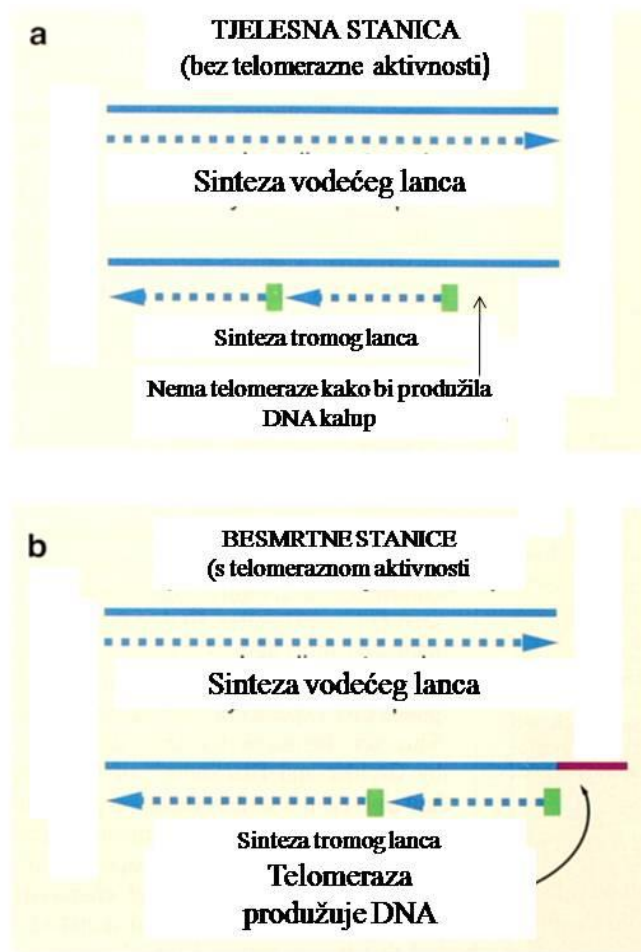 a
TJELESNA STANICA
(bez telomerazne aktivnosti)
Sinteza vodećeg lanca
Sinteza tromog lanca
Nema telomeraze kako bi produžila
DNA kalup
b
BESMRTNE STANICE
(s telomeraznom aktivnosti
Sinteza vodećeg lanca
Sinteza tromog lanca
Telomeraza
produžuje DNA